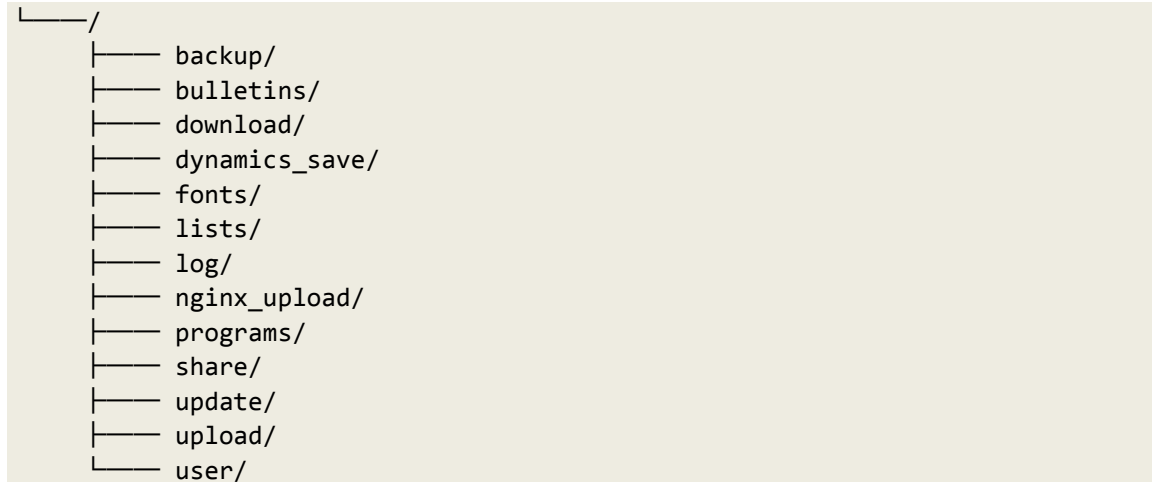 └────/
├──── backup/
├──── bulletins/
├──── download/
├──── dynamics_save/
├──── fonts/
├──── lists/
├──── log/
├──── nginx_upload/
├──── programs/
├──── share/
├──── update/
├──── upload/
└──── user/